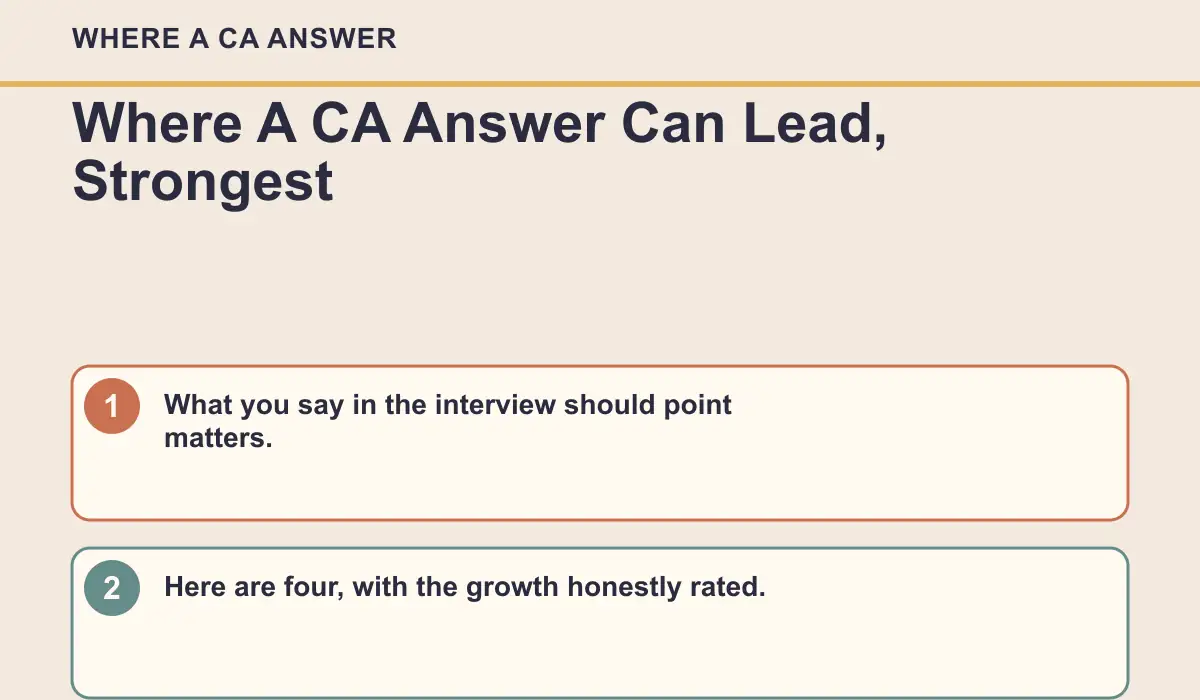 WHERE A CA ANSWER
Where A CA Answer Can Lead,
Strongest
1
What you say in the interview should point
matters.
2
Here are four, with the growth honestly rated.